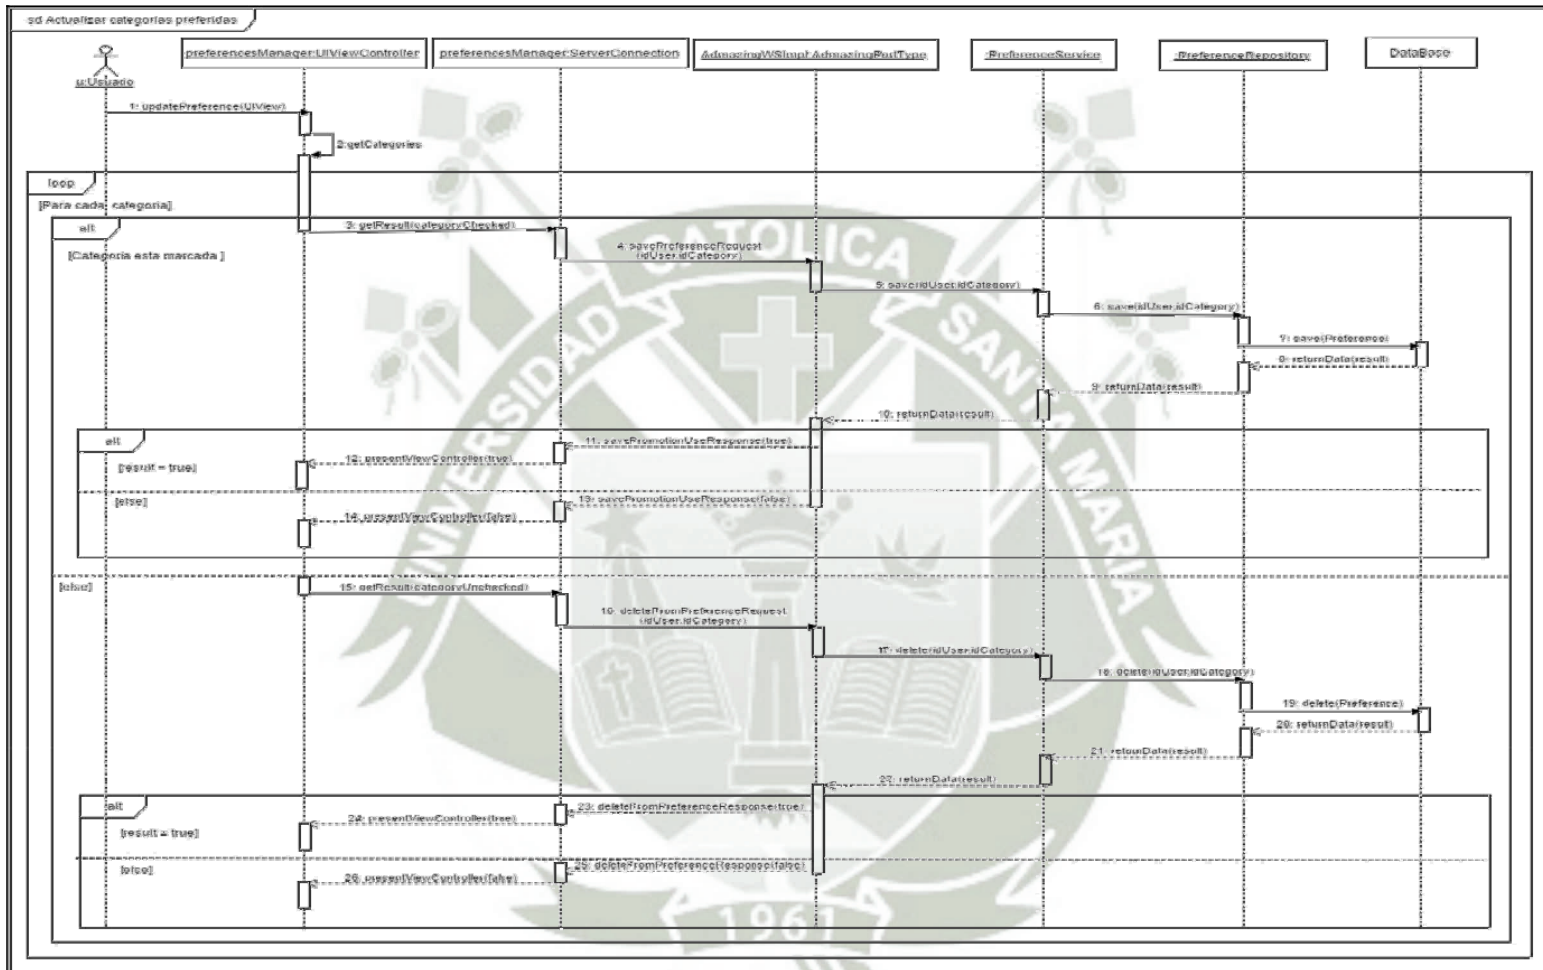 sd Actualizar categorias preferidas
u:Usuado
preferencesManager:UIViewController
preferencesManager:ServerConnection
AdmazingWSImpl:AdmazingPortType
:PreferenceService
:PreferenceRepository
DataBase
1: updatePreference(UIView)
2:getCategories
loop
[Para cada categoria]
alt
[Categoria esta marcada ]
3: getResult(categoryChecked)
4: savePreferenceRequest
(idUser,idCategory)
5: save(idUser,idCategory)
6: save(idUser,idCategory)
7: save(Preference)
8: returnData(result)
9: returnData(result)
10: returnData(result)
alt
[result = true]
11: savePromotionUseResponse(true)
12: presentViewController(true)
[else]
13: savePromotionUseResponse(false)
14: presentViewController(false)
[else]
15: getResult(categoryUnchecked)
16: deleteFromPreferenceRequest
(idUser,idCategory)
17: delete(idUser,idCategory)
18: delete(idUser,idCategory)
19: delete(Preference)
20: returnData(result)
21: returnData(result)
22: returnData(result)
alt
[result = true]
23: deleteFromPreferenceResponse(true)
24: presentViewController(true)
[else]
25: deleteFromPreferenceResponse(false)
26: presentViewController(false)
UNIVERSIDAD CATOLICA SANTA MARIA
1961